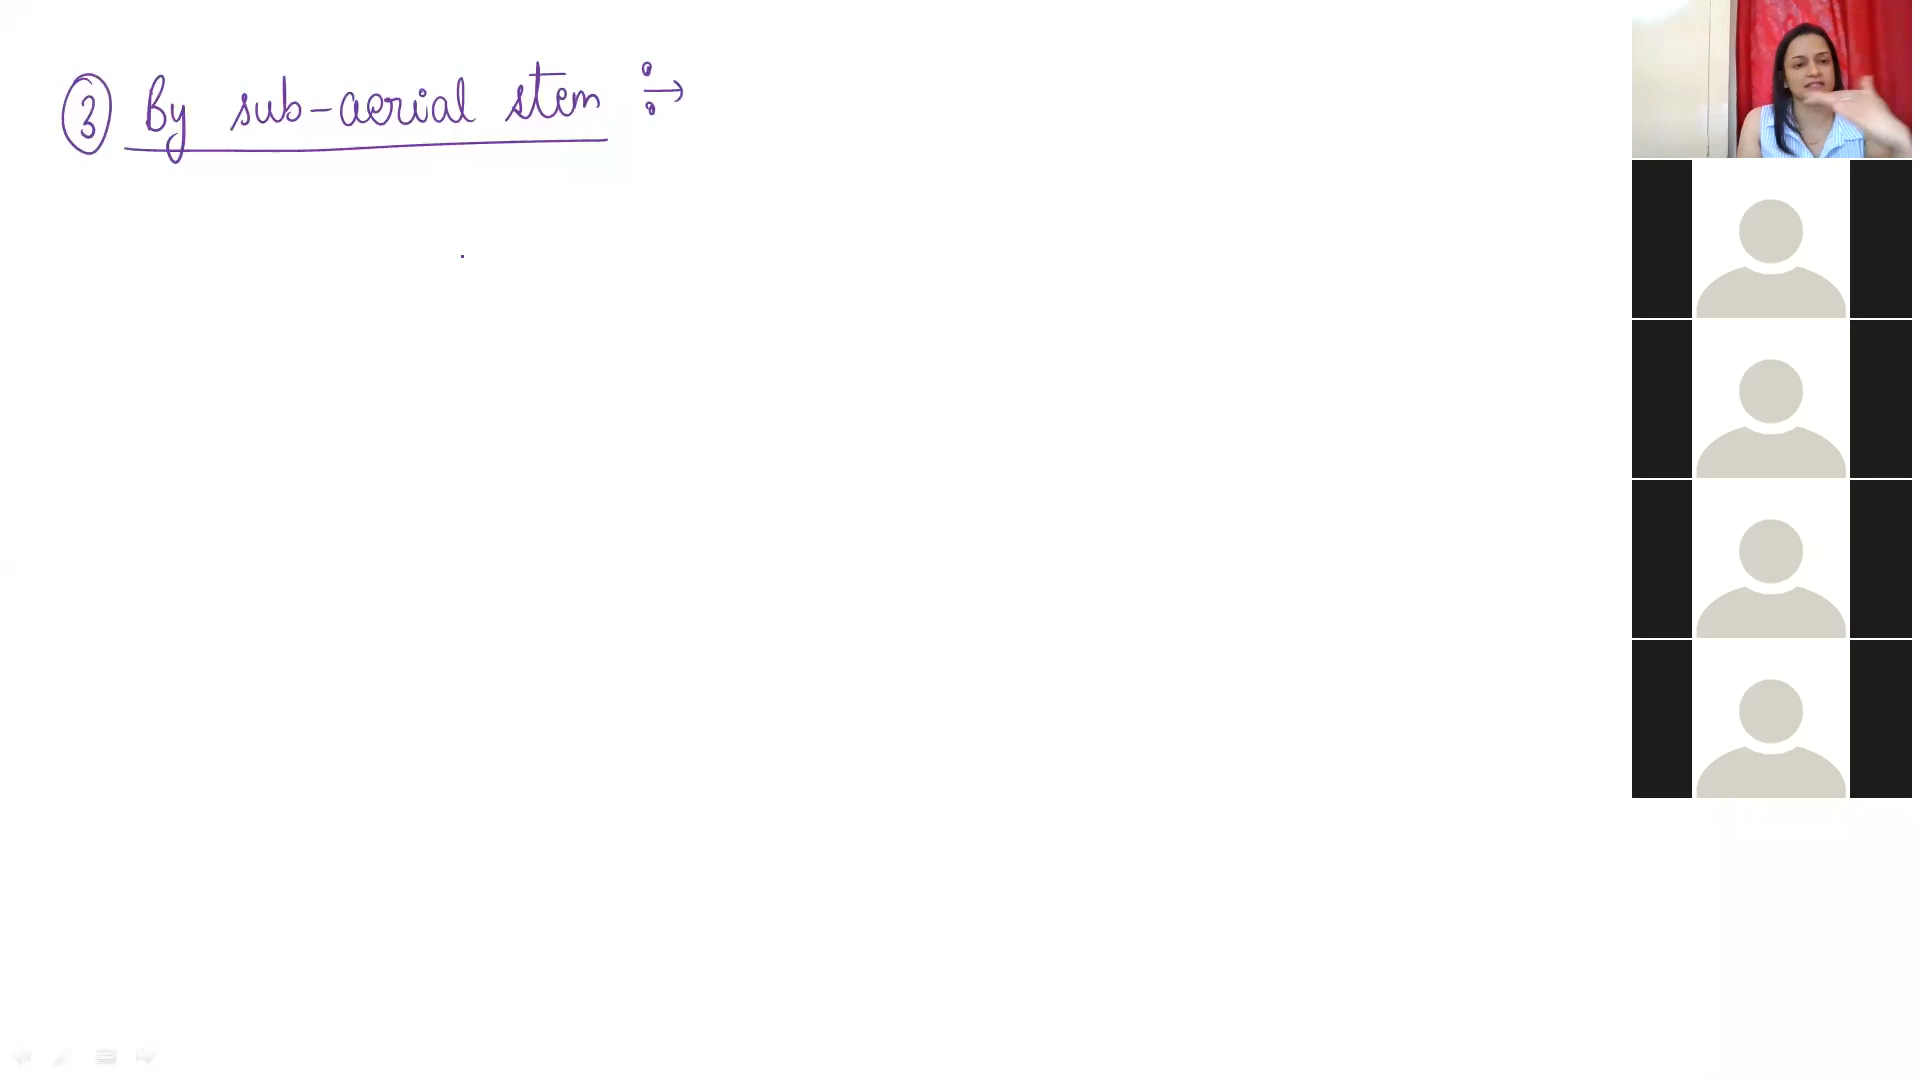 ③ By sub-aerial stem :→